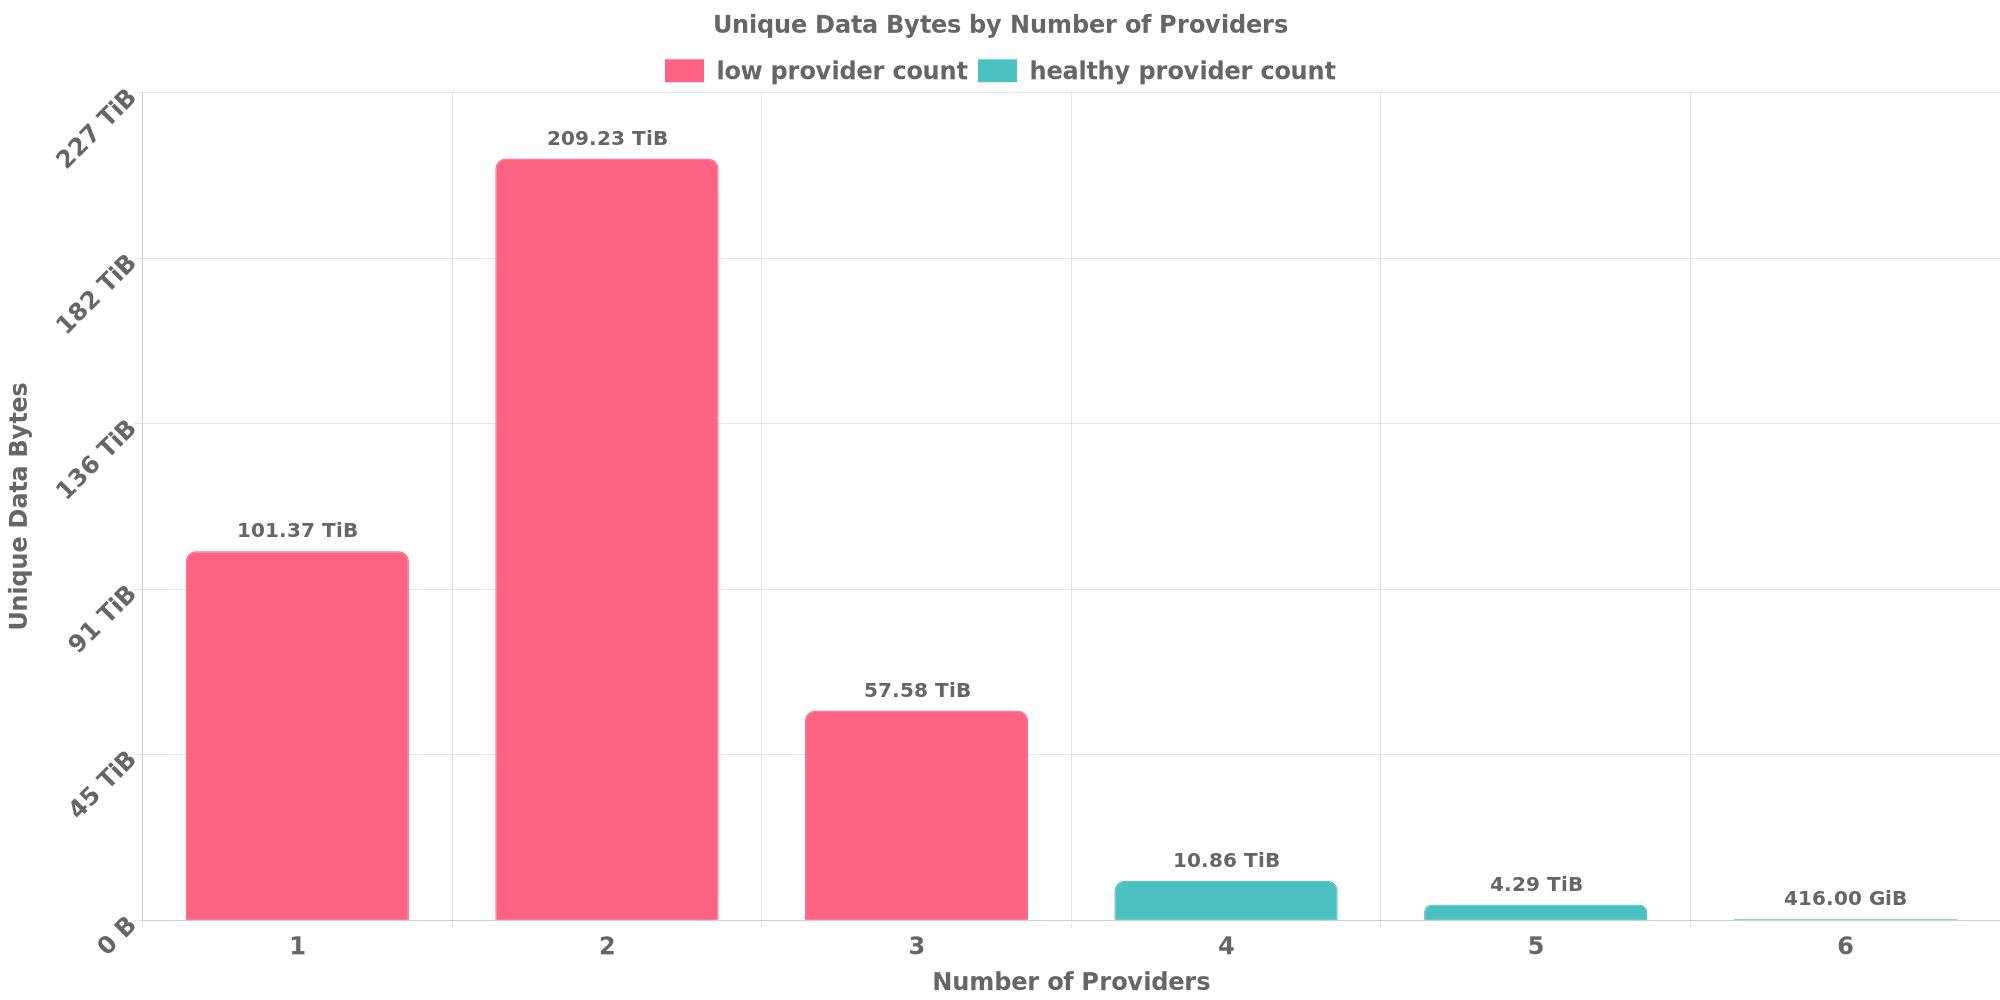 Unique Data Bytes by Number of Providers
low provider count healthy provider count
227 TiB
182 TiB
136 TiB
91 TiB
45 TiB
0 B
Unique Data Bytes
101.37 TiB
209.23 TiB
57.58 TiB
10.86 TiB
4.29 TiB
416.00 GiB
1 2 3 4 5 6
Number of Providers